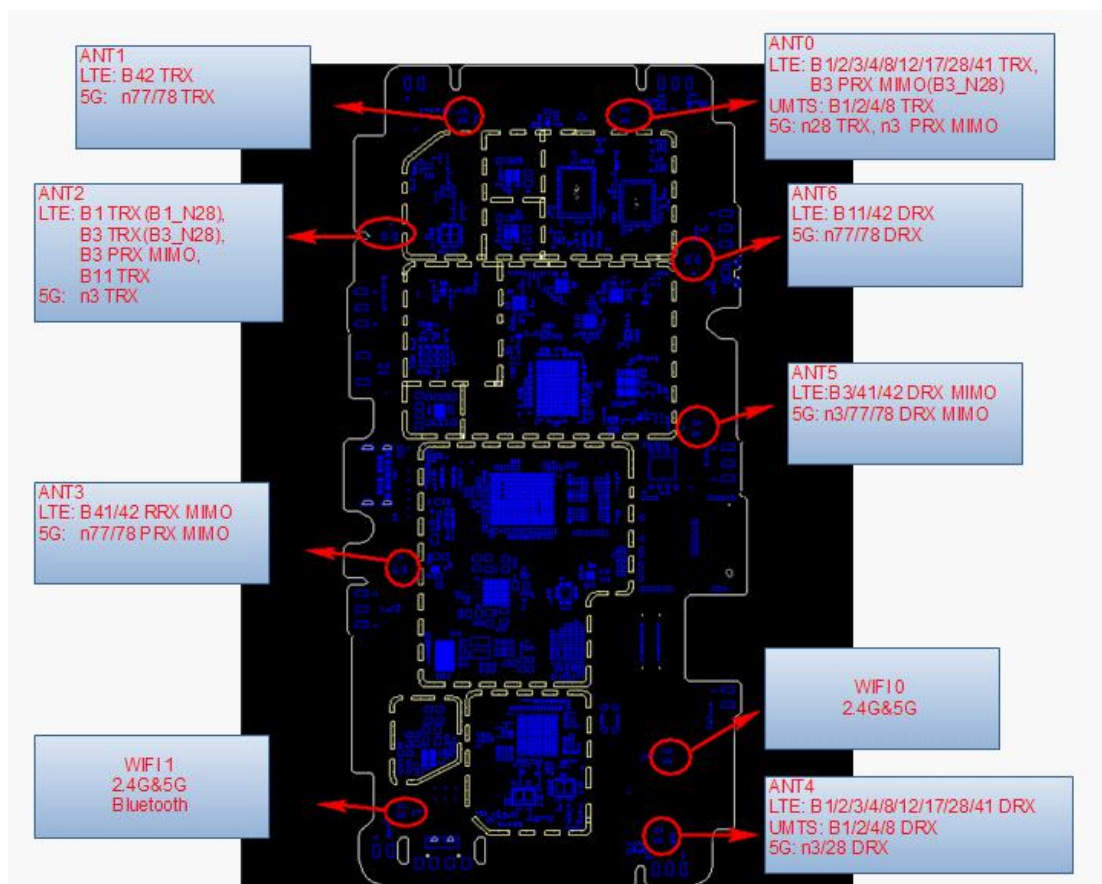 ANT1
LTE: B42 TRX
5G: n77/78 TRX
ANT0
LTE: B1/2/3/4/8/12/17/28/41 TRX,
B3 PRX MIMO(B3_N28)
UMTS: B1/2/4/8 TRX
5G: n28 TRX, n3 PRX MIMO
ANT2
LTE: B1 TRX(B1_N28),
B3 TRX(B3_N28),
B3 PRX MIMO,
B11 TRX
5G: n3 TRX
ANT6
LTE: B11/42 DRX
5G: n77/78 DRX
ANT5
LTE:B3/41/42 DRX MIMO
5G: n3/77/78 DRX MIMO
ANT3
LTE: B41/42 RRX MIMO
5G: n77/78 PRX MIMO
WIFI 0
2.4G&5G
WIFI 1
2.4G&5G
Bluetooth
ANT4
LTE: B1/2/3/4/8/12/17/28/41 DRX
UMTS: B1/2/4/8 DRX
5G: n3/28 DRX